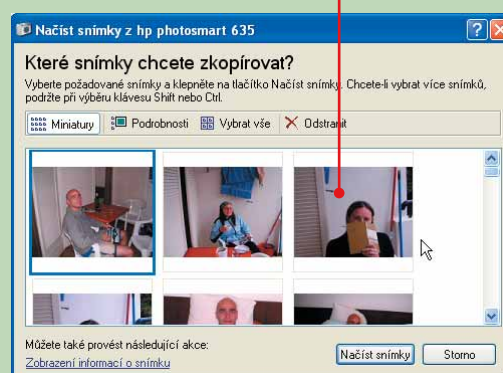 Načíst snímky z hp photosmart 635
Které snímky chcete zkopírovat?
Vyberte požadované snímky a klepněte na tlačítko Načíst snímky. Chcete-li vybrat více snímků,
podržte při výběru klávesu Shift nebo Ctrl.
Miniatury Podrobnosti Vybrat vše Odstranit
Můžete také provést následující akce:
Zobrazení informací o snímku
Načíst snímky Storno